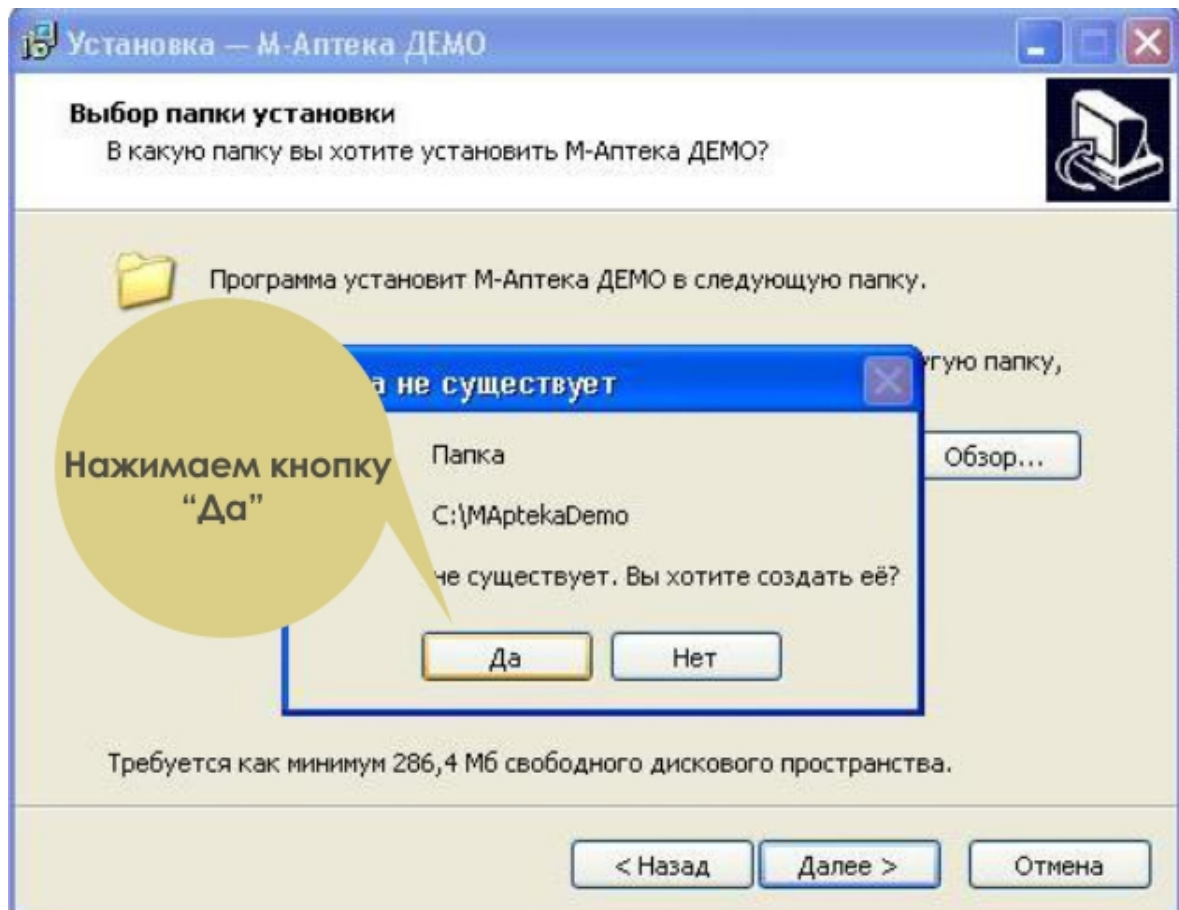 Установка — М-Аптека ДЕМО
Выбор папки установки
В какую папку вы хотите установить М-Аптека ДЕМО?
Программа установит М-Аптека ДЕМО в следующую папку.
папку,
не существует
Нажимаем кнопку
“Да”
Обзор...
Папка
C:\MAptekaDemo
не существует. Вы хотите создать её?
Да
Нет
Требуется как минимум 286,4 Мб свободного дискового пространства.
< Назад
Далее >
Отмена